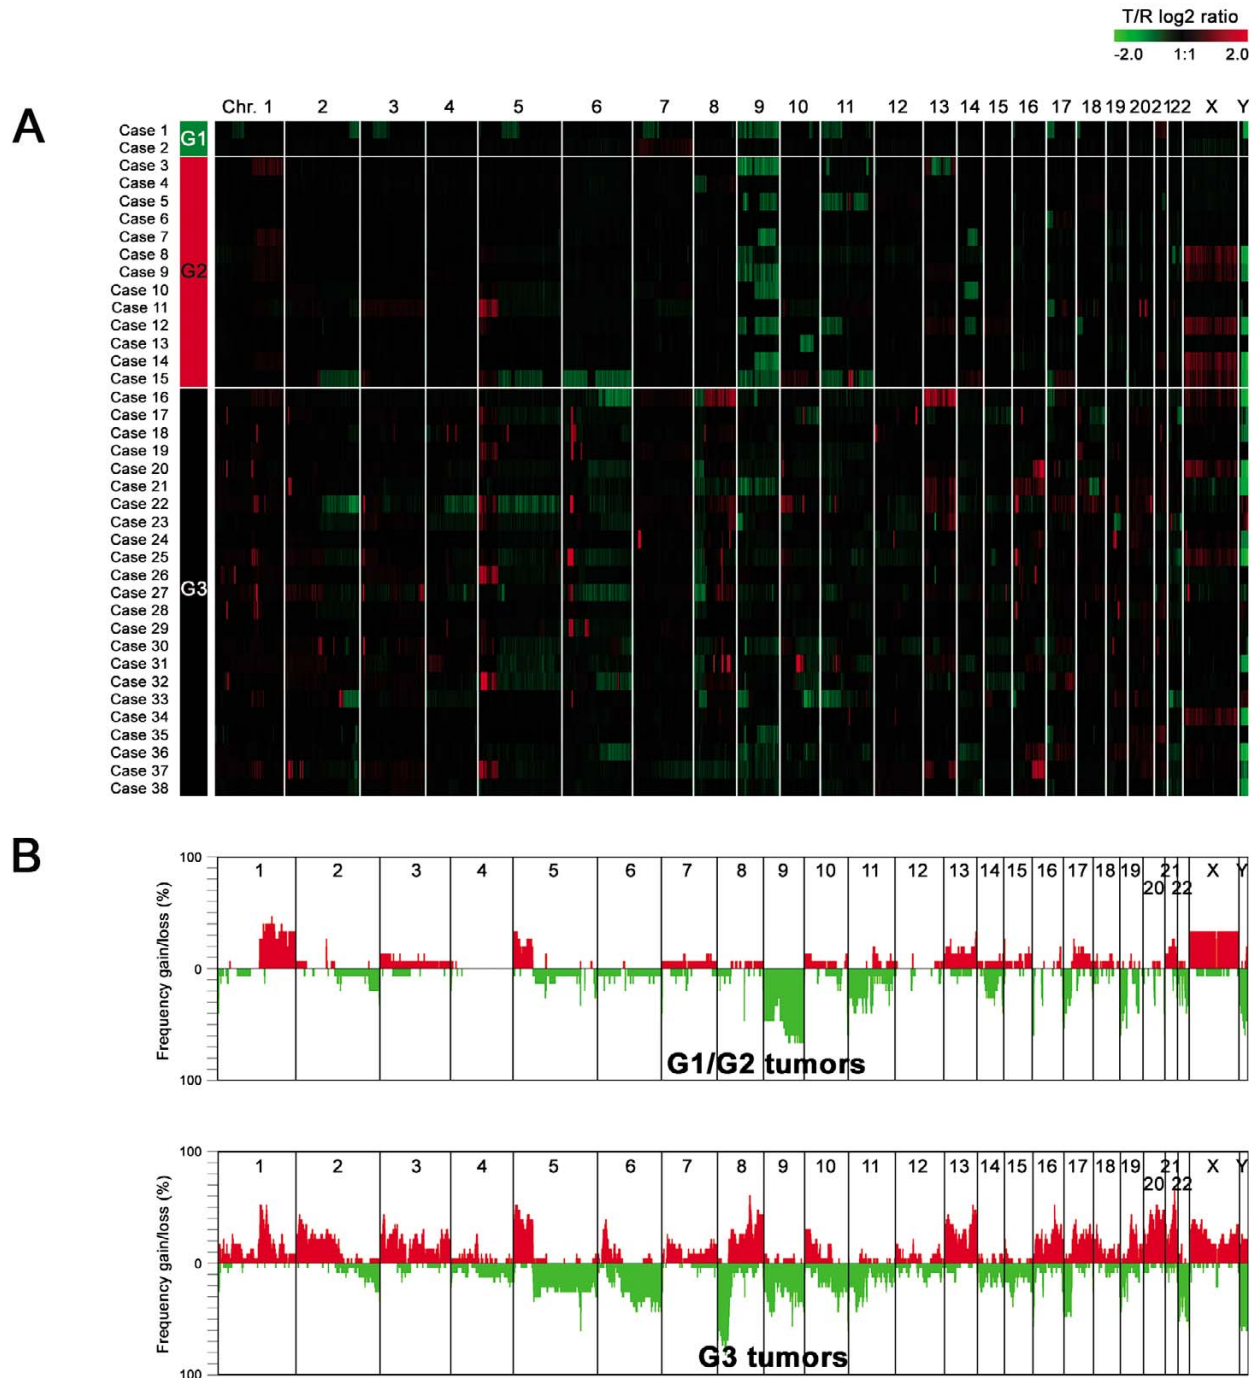 T/R log2 ratio
-2.0 1:1 2.0
A
Chr. 1 2 3 4 5 6 7 8 9 10 11 12 13 14 15 16 17 18 19 20 21 22 X Y
Case 1
G1
Case 2
Case 3
Case 4
Case 5
Case 6
Case 7
Case 8
G2
Case 9
Case 10
Case 11
Case 12
Case 13
Case 14
Case 15
Case 16
Case 17
Case 18
Case 19
Case 20
Case 21
Case 22
Case 23
Case 24
Case 25
Case 26
G3
Case 27
Case 28
Case 29
Case 30
Case 31
Case 32
Case 33
Case 34
Case 35
Case 36
Case 37
Case 38
B
100
1 2 3 4 5 6 7 8 9 10 11 12 13 14 15 16 17 18 19 21 X Y
20 22
Frequency gain/loss (%)
0
G1/G2 tumors
100
100
1 2 3 4 5 6 7 8 9 10 11 12 13 14 15 16 17 18 19 21 X Y
20 22
Frequency gain/loss (%)
0
G3 tumors
100